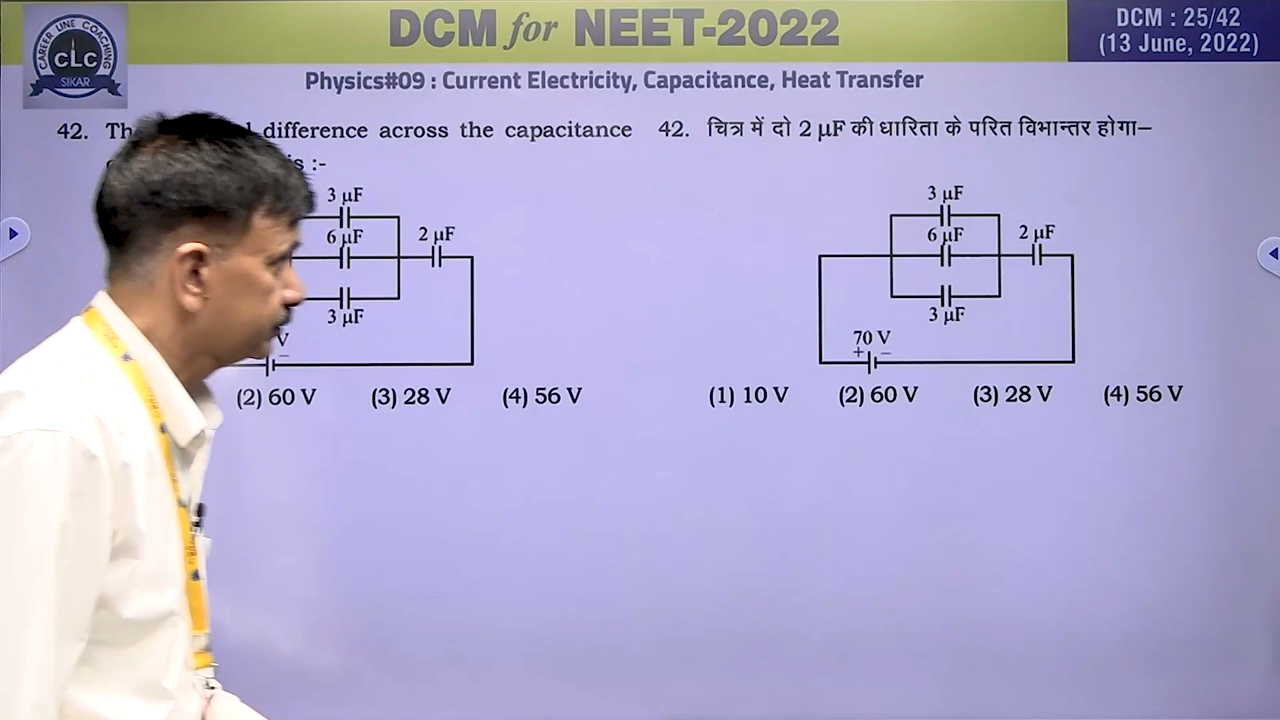 DCM for NEET-2022
DCM : 25/42
(13 June, 2022)
CAREER LINE COACHING
CLC
SIKAR
Physics#09 : Current Electricity, Capacitance, Heat Transfer
42. difference across the capacitance
is :-
3 μF
6 μF
2 μF
3 μF
V
–
(2) 60 V (3) 28 V (4) 56 V
42. चित्र में दो 2 μF की धारिता के परित विभान्तर होगा–
3 μF
6 μF
2 μF
3 μF
70 V
+ –
(1) 10 V (2) 60 V (3) 28 V (4) 56 V